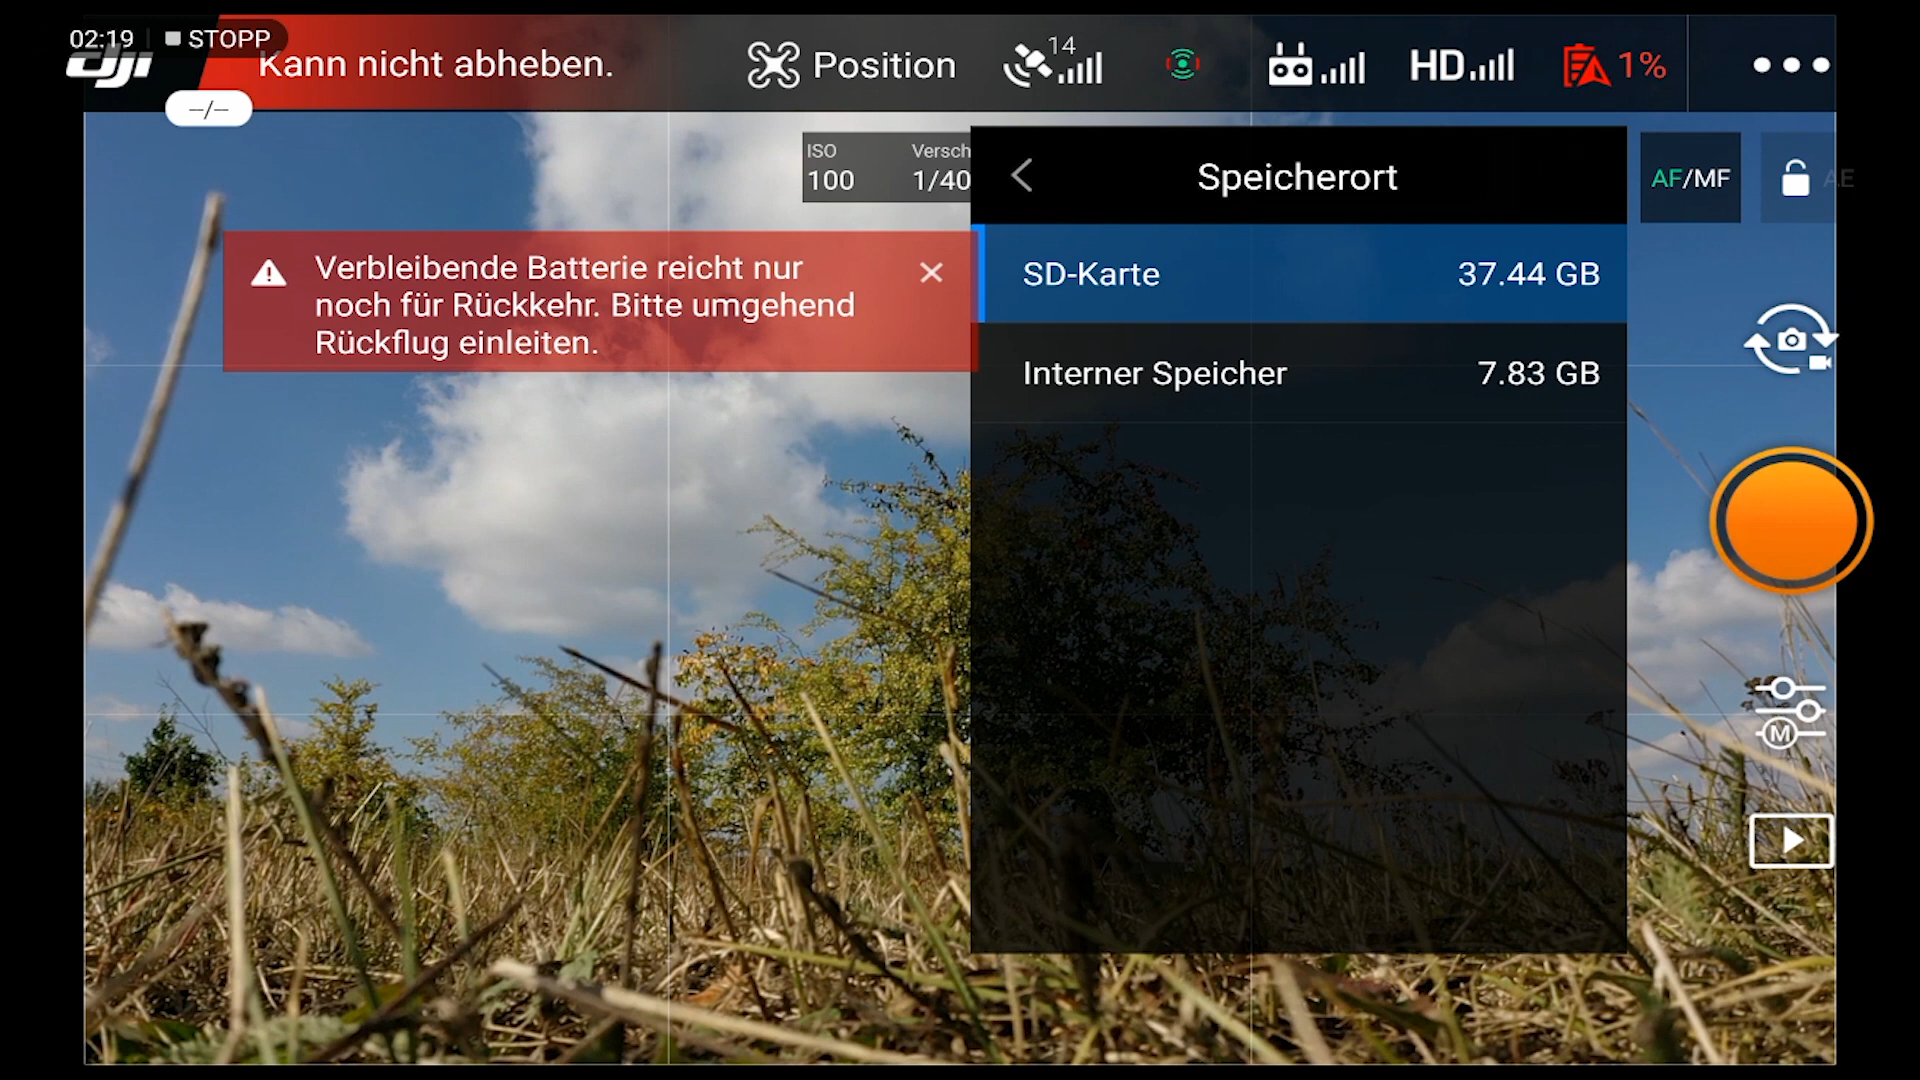 02:19 STOPP
dji
Kann nicht abheben.
Position
14
HD
1%
--/--
ISO
100
Versch
1/40
Speicherort
AF/MF
AE
Verbleibende Batterie reicht nur
noch für Rückkehr. Bitte umgehend
Rückflug einleiten.
SD-Karte 37.44 GB
Interner Speicher 7.83 GB
M